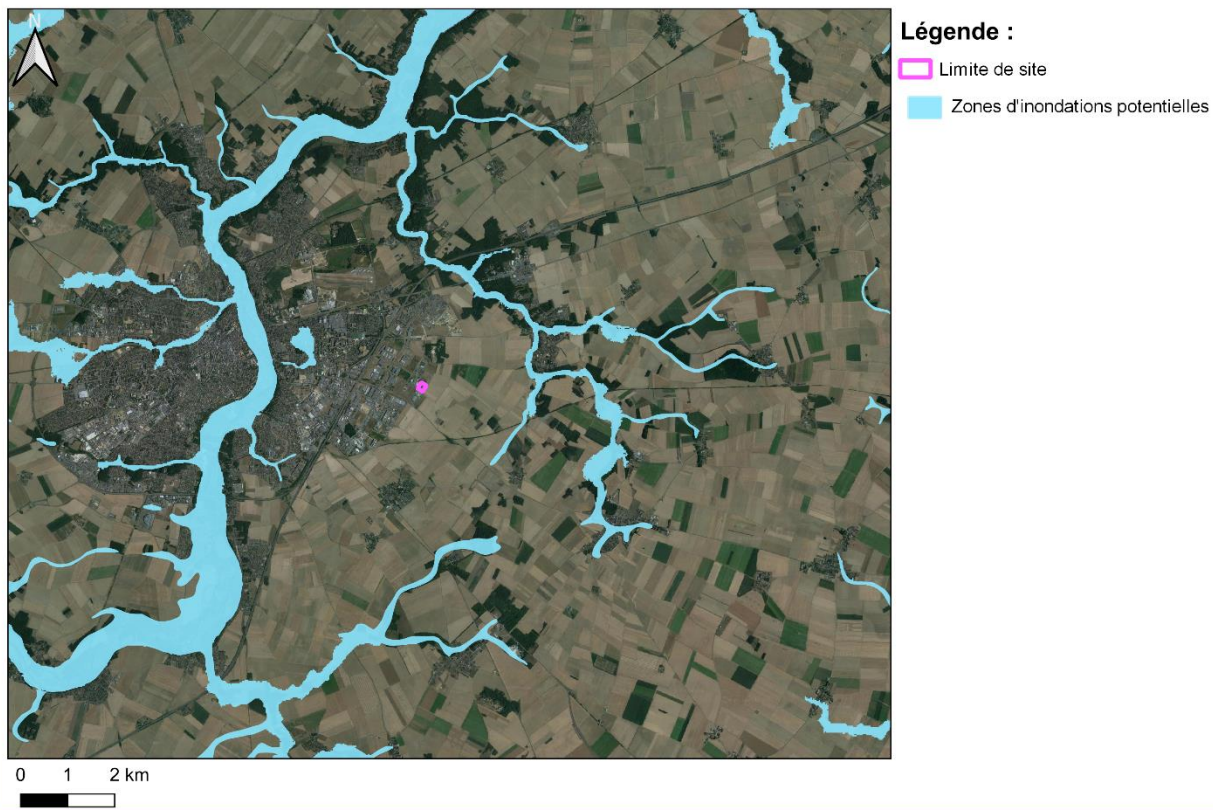 N
Légende :
Limite de site
Zones d'inondations potentielles
0 1 2 km